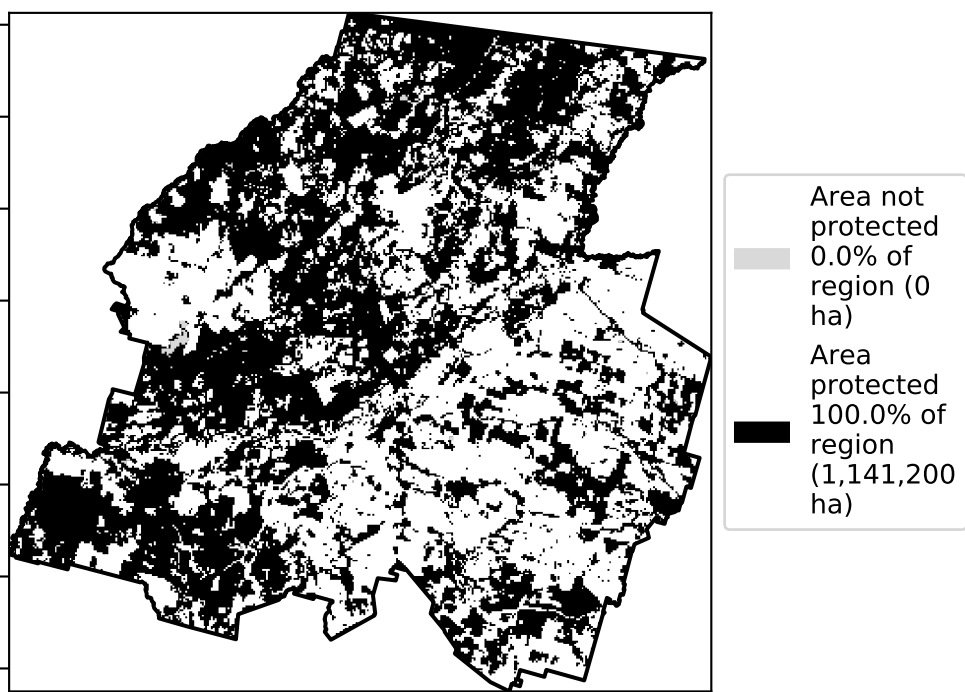 Area not
protected
0.0% of
region (0
ha)
Area
protected
100.0% of
region
(1,141,200
ha)